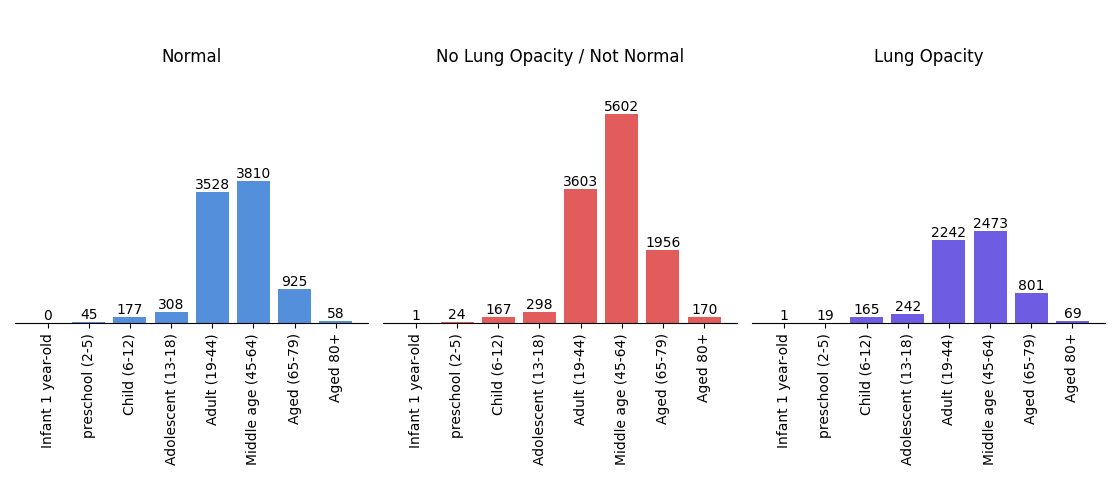 Normal
No Lung Opacity / Not Normal
Lung Opacity
0
45
177
308
3528
3810
925
58
Infant 1 year-old
preschool (2-5)
Child (6-12)
Adolescent (13-18)
Adult (19-44)
Middle age (45-64)
Aged (65-79)
Aged 80+
1
24
167
298
3603
5602
1956
170
Infant 1 year-old
preschool (2-5)
Child (6-12)
Adolescent (13-18)
Adult (19-44)
Middle age (45-64)
Aged (65-79)
Aged 80+
1
19
165
242
2242
2473
801
69
Infant 1 year-old
preschool (2-5)
Child (6-12)
Adolescent (13-18)
Adult (19-44)
Middle age (45-64)
Aged (65-79)
Aged 80+